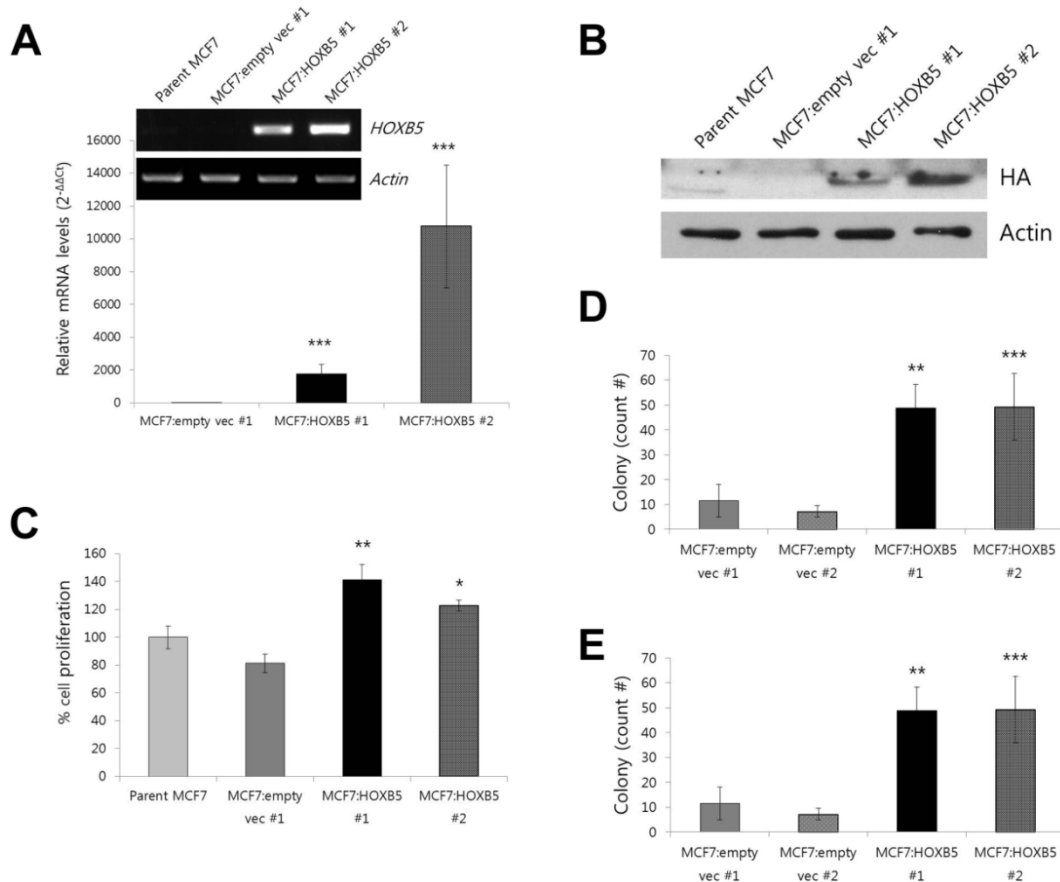 A
Parent MCF7
MCF7:empty vec #1
MCF7:HOXB5 #1
MCF7:HOXB5 #2
HOXB5
Actin
Relative mRNA levels (2-ΔΔCt)
16000
14000
12000
10000
8000
6000
4000
2000
0
***
***
MCF7:empty vec #1
MCF7:HOXB5 #1
MCF7:HOXB5 #2
B
Parent MCF7
MCF7:empty vec #1
MCF7:HOXB5 #1
MCF7:HOXB5 #2
HA
Actin
C
% cell proliferation
160
140
120
100
80
60
40
20
0
**
*
Parent MCF7
MCF7:empty
vec #1
MCF7:HOXB5
#1
MCF7:HOXB5
#2
D
Colony (count #)
70
60
50
40
30
20
10
0
**
***
MCF7:empty
vec #1
MCF7:empty
vec #2
MCF7:HOXB5
#1
MCF7:HOXB5
#2
E
Colony (count #)
70
60
50
40
30
20
10
0
**
***
MCF7:empty
vec #1
MCF7:empty
vec #2
MCF7:HOXB5
#1
MCF7:HOXB5
#2